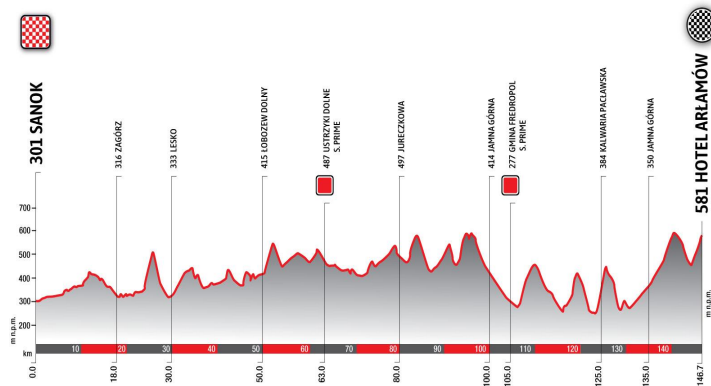 301 SANOK
316 ZAGÓRZ
333 LESKO
415 ŁOBOZEW DOLNY
487 USTRZYKI DOLNE
S. PRIME
497 JURECZKOWA
414 JAMNA GÓRNA
277 GMINA FREDROPOL
S. PRIME
384 KALWARIA PACŁAWSKA
350 JAMNA GÓRNA
581 HOTEL ARŁAMÓW
700
600
500
400
300
200
m n.p.m.
m n.p.m.
km
10 20 30 40 50 60 70 80 90 100 110 120 130 140
0.0 18.0 30.0 50.0 63.0 80.0 100.0 105.0 125.0 135.0 146.7